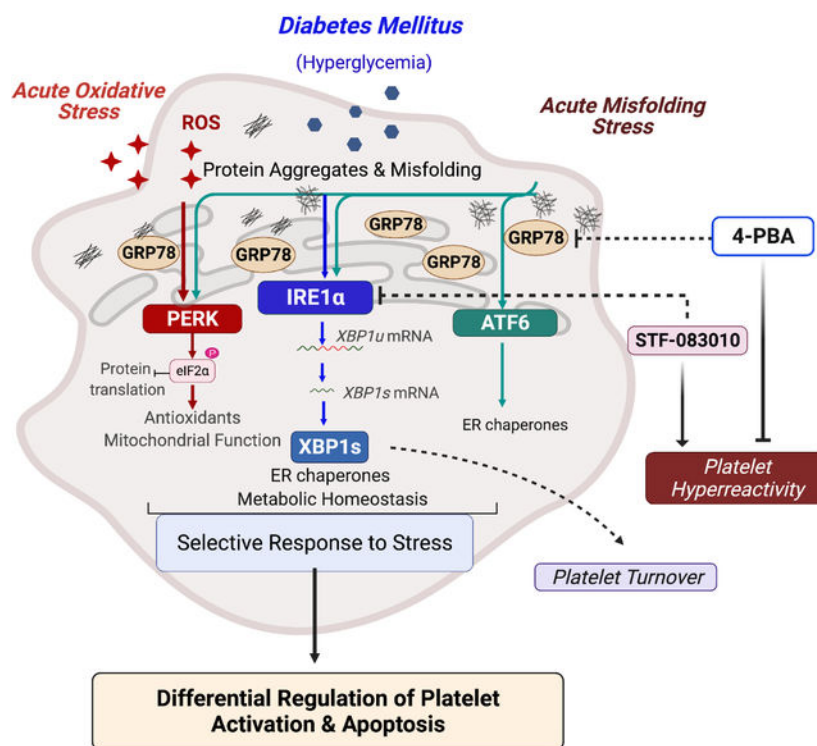 Diabetes Mellitus
(Hyperglycemia)
Acute Oxidative
Stress
ROS
Acute Misfolding
Stress
Protein Aggregates & Misfolding
GRP78
GRP78
GRP78
GRP78
GRP78
4-PBA
PERK
IRE1α
ATF6
STF-083010
XBP1u mRNA
P
Protein
translation
eIF2α
XBP1s mRNA
Antioxidants
Mitochondrial Function
ER chaperones
XBP1s
ER chaperones
Metabolic Homeostasis
Platelet
Hyperreactivity
Selective Response to Stress
Platelet Turnover
Differential Regulation of Platelet
Activation & Apoptosis